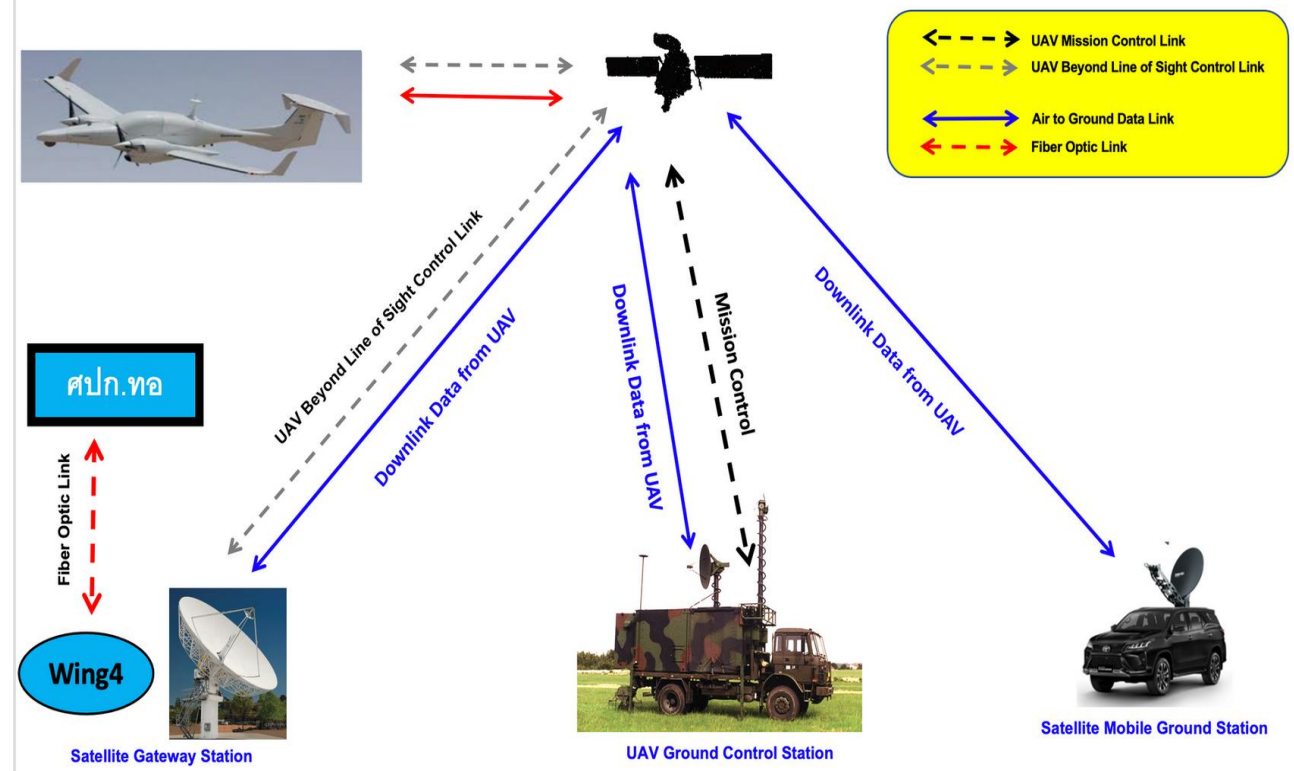 UAV Mission Control Link
UAV Beyond Line of Sight Control Link
Air to Ground Data Link
Fiber Optic Link
UAV Beyond Line of Sight Control Link
Downlink Data from UAV
Downlink Data from UAV
Mission Control
Downlink Data from UAV
ศปก.ทอ
Fiber Optic Link
Wing4
Satellite Gateway Station
UAV Ground Control Station
Satellite Mobile Ground Station